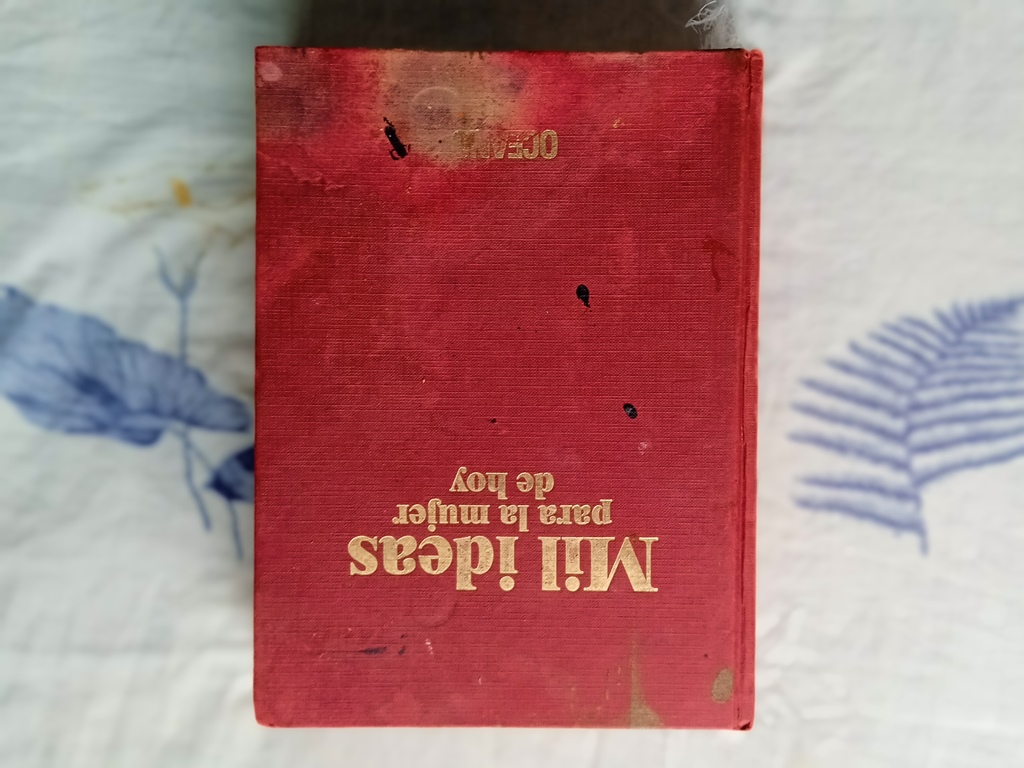 Mil ideas
para la mujer
de hoy
OCEANO